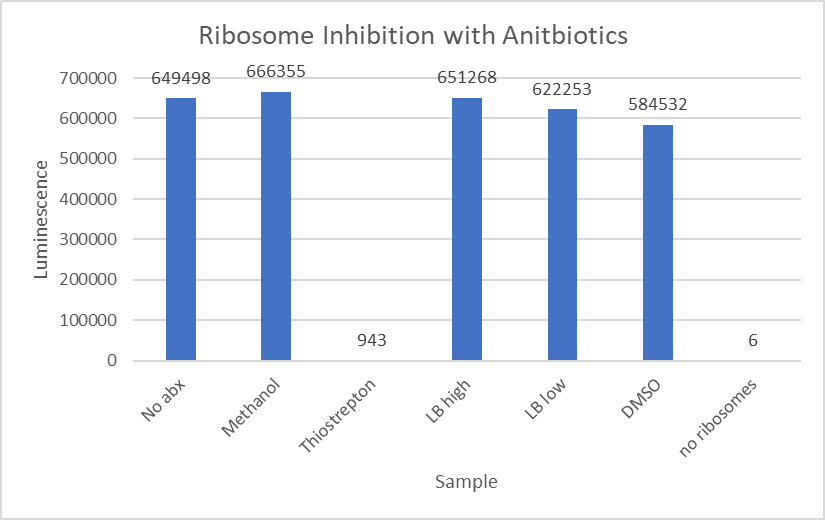 Ribosome Inhibition with Anitbiotics
649498
666355
943
651268
622253
584532
6
700000
600000
500000
400000
300000
200000
100000
0
Luminescence
No abx
Methanol
Thiostrepton
LB high
LB low
DMSO
no ribosomes
Sample